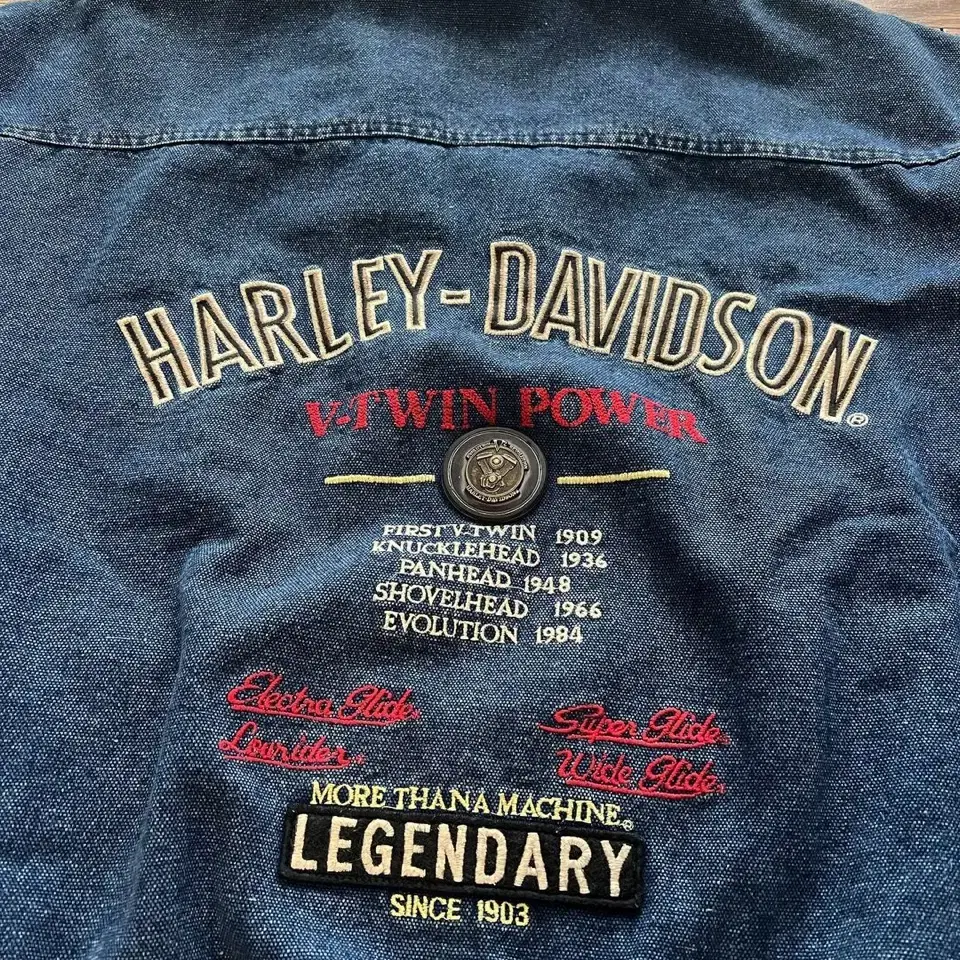 HARLEY-DAVIDSON®
V-TWIN POWER
FIRST V-TWIN 1909
KNUCKLEHEAD 1936
PANHEAD 1948
SHOVELHEAD 1966
EVOLUTION 1984
Electra Glide®
Super Glide®
Lowrider®
Wide Glide®
MORE THAN A MACHINE®
LEGENDARY
SINCE 1903